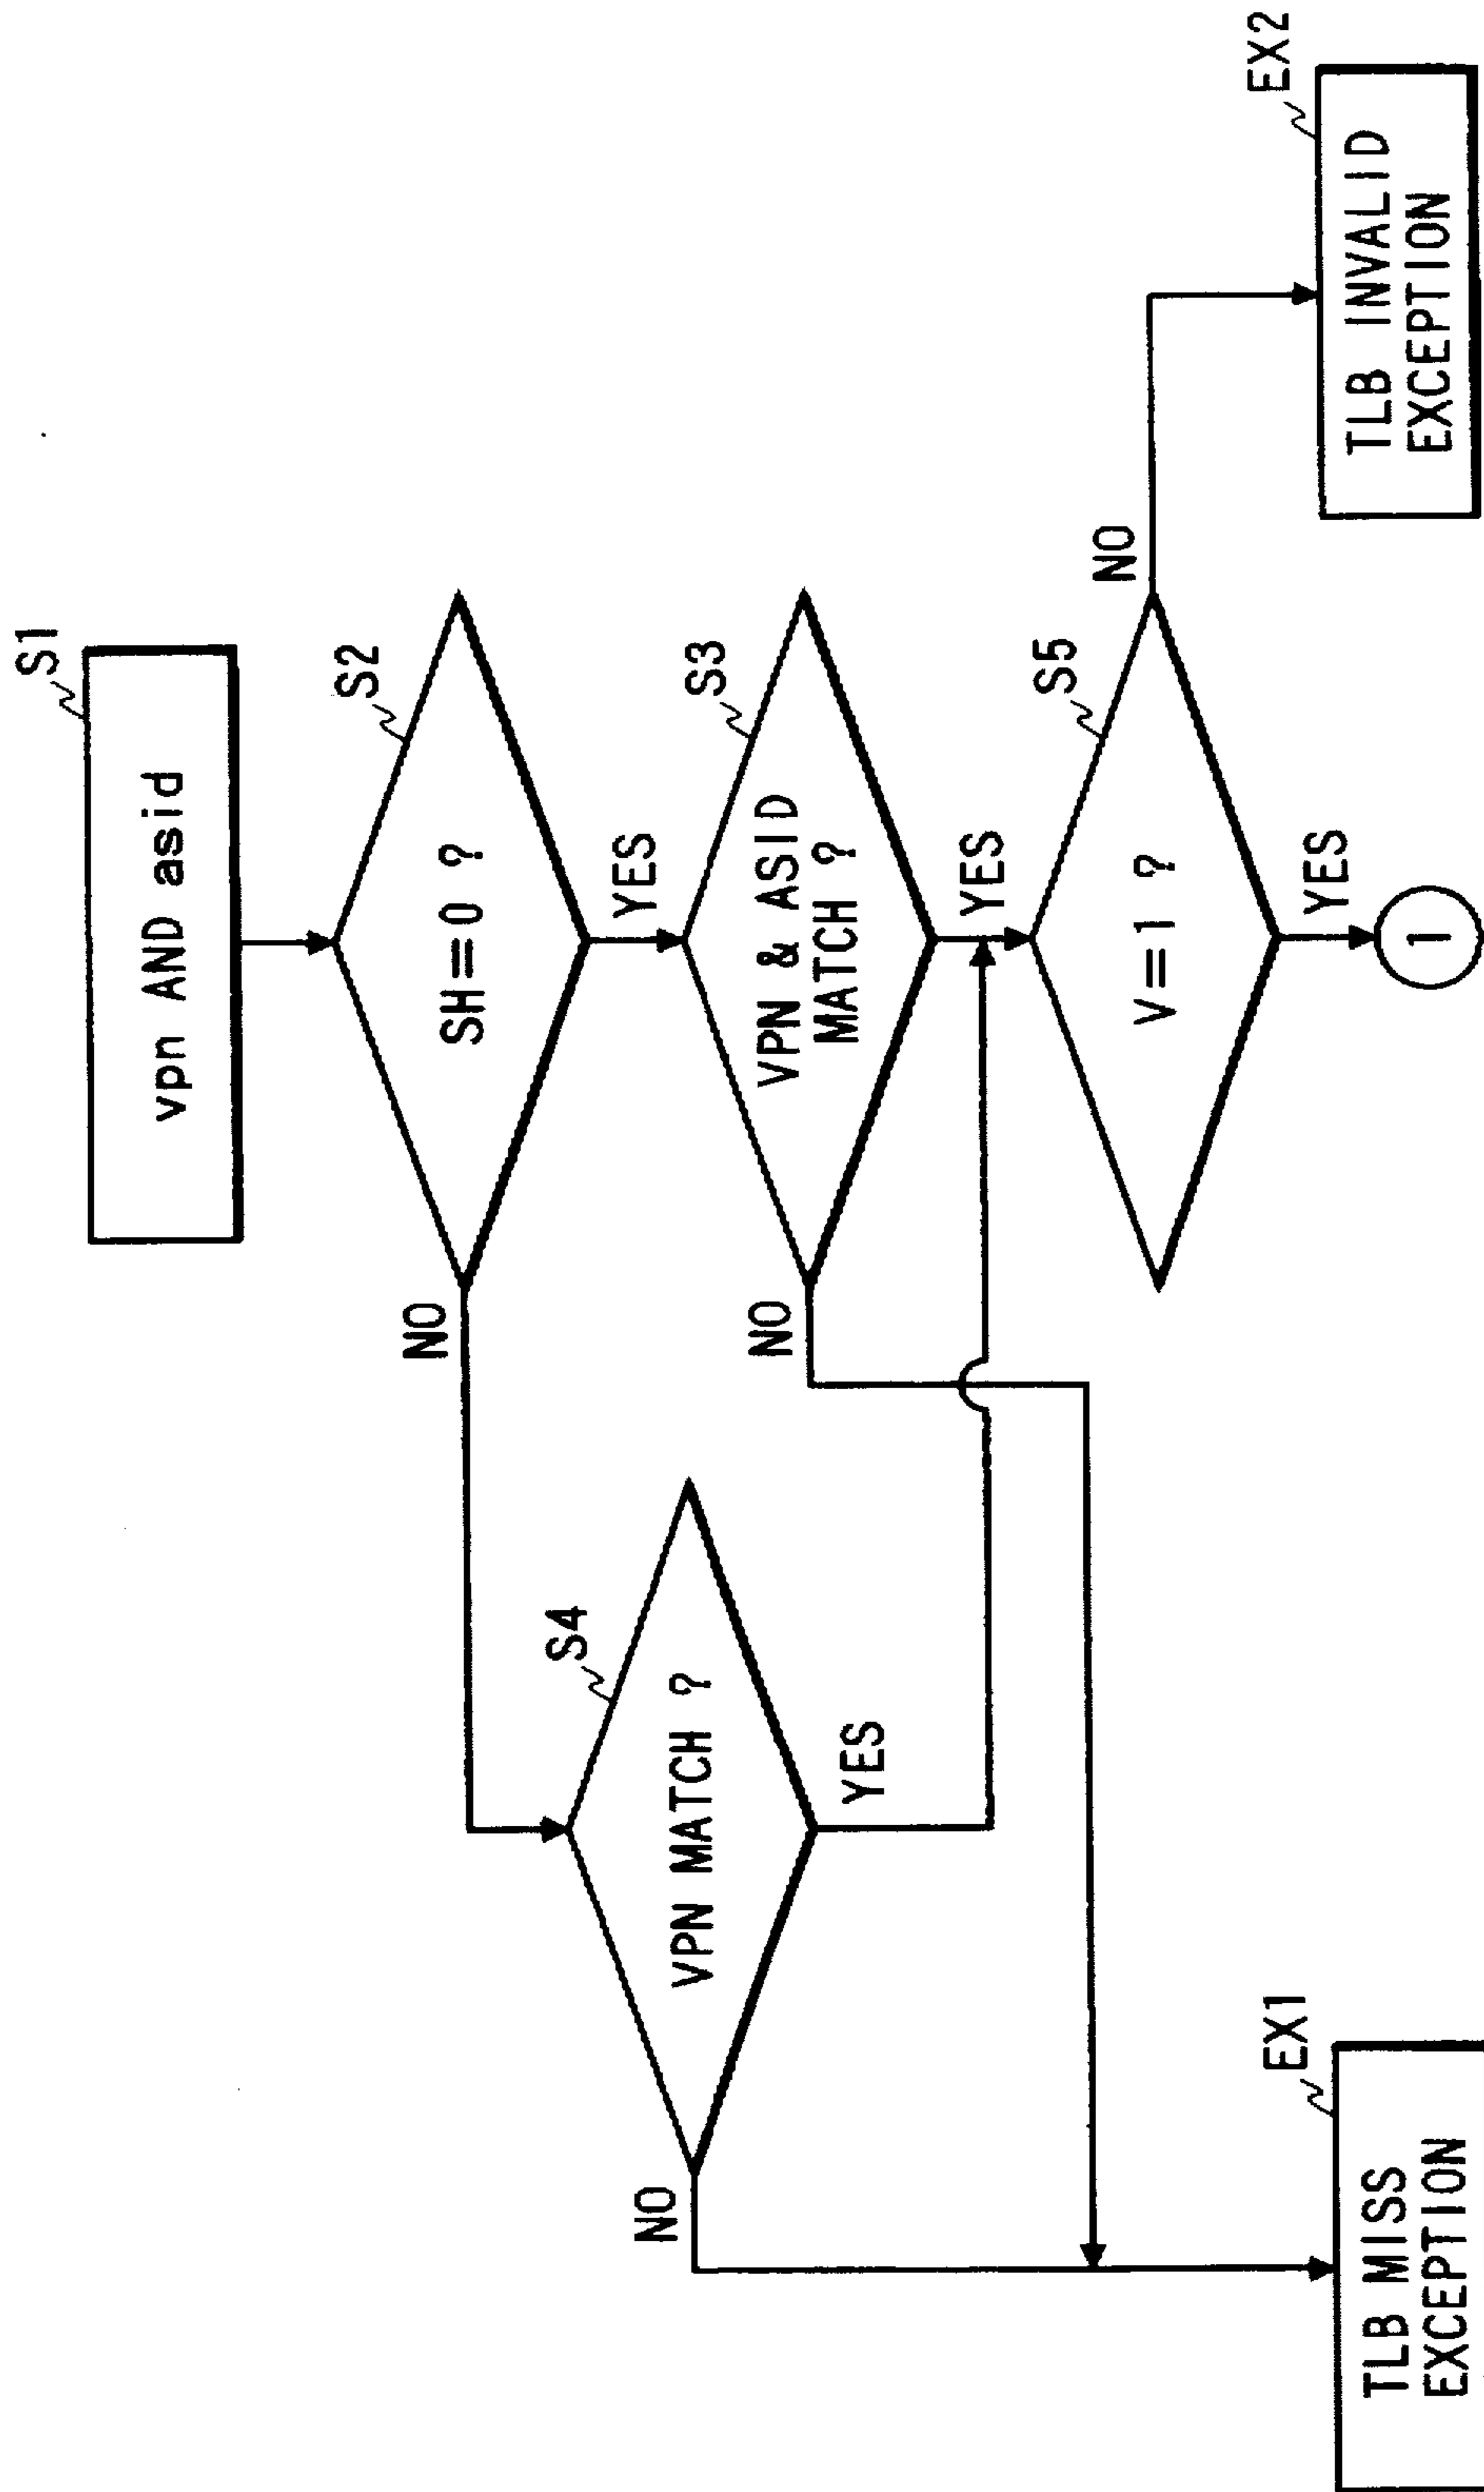 S1
vpn AND asid
S2
SH=0 ?
NO
YES
S3
VPN & ASID
MATCH ?
NO
YES
S4
VPN MATCH ?
NO
YES
S5
V=1 ?
NO
YES
1
EX1
TLB MISS
EXCEPTION
EX2
TLB INVALID
EXCEPTION